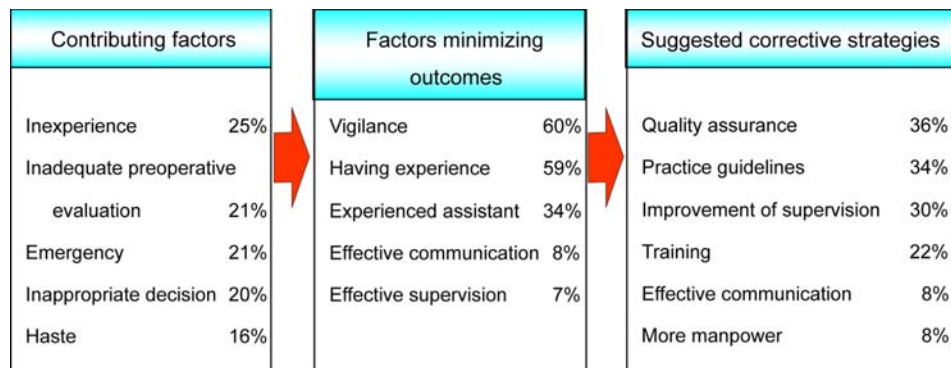 Contributing factors
Inexperience 25%
Inadequate preoperative
evaluation 21%
Emergency 21%
Inappropriate decision 20%
Haste 16%
Factors minimizing
outcomes
Vigilance 60%
Having experience 59%
Experienced assistant 34%
Effective communication 8%
Effective supervision 7%
Suggested corrective strategies
Quality assurance 36%
Practice guidelines 34%
Improvement of supervision 30%
Training 22%
Effective communication 8%
More manpower 8%